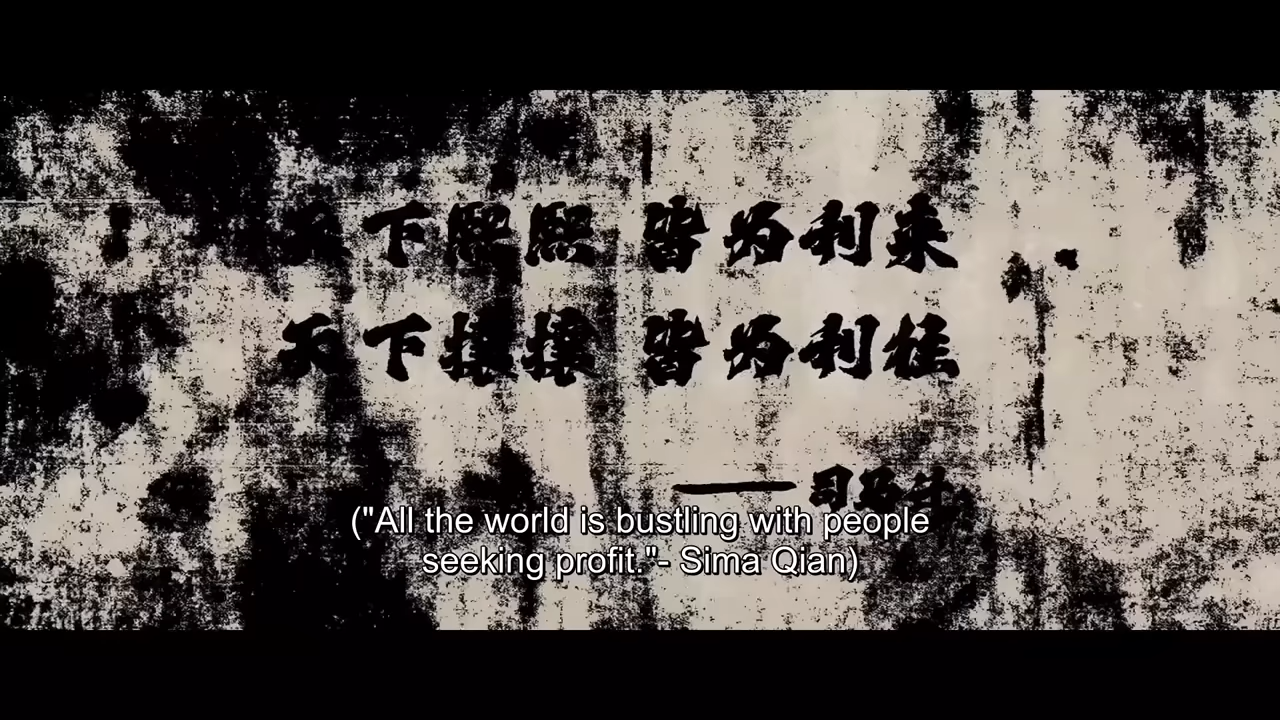 天下熙熙 皆为利来
天下攘攘 皆为利往
——司马迁
("All the world is bustling with people
seeking profit."- Sima Qian)